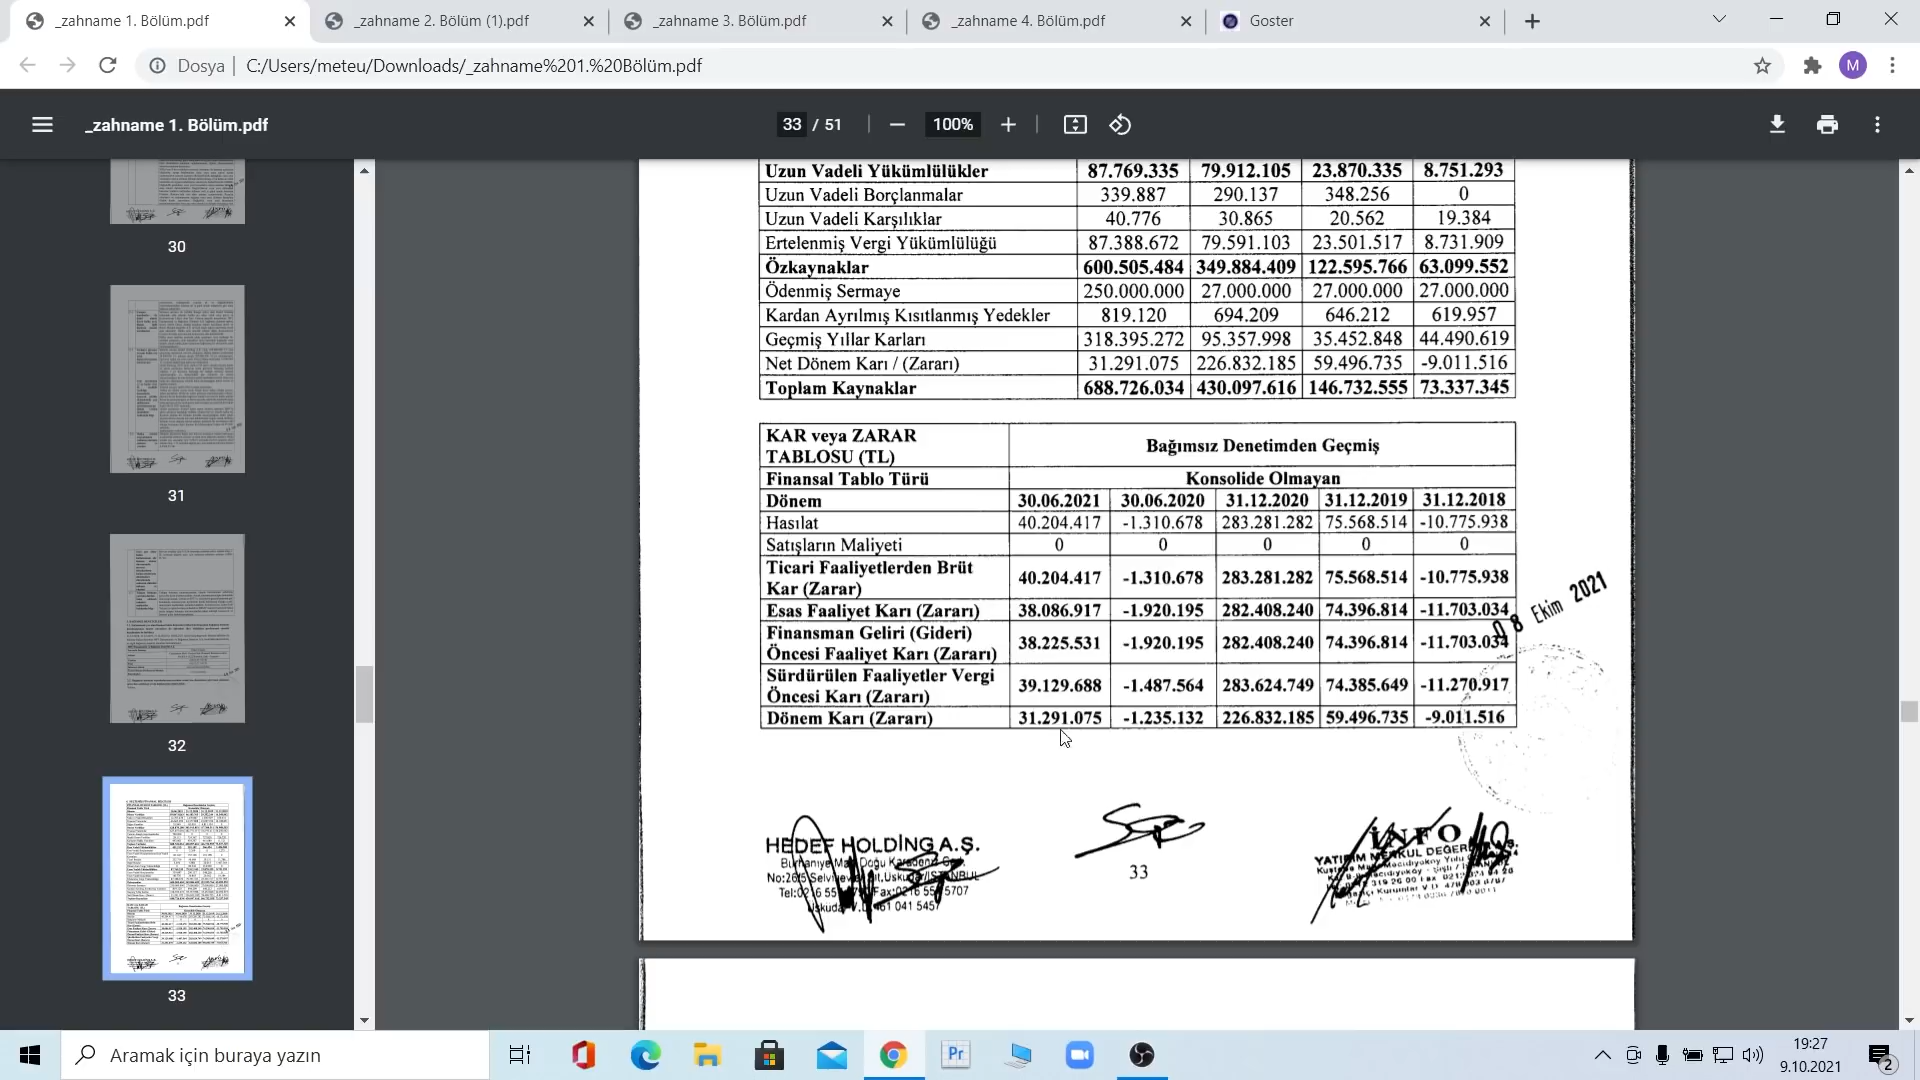 _zahname 1. Bölüm.pdf
_zahname 2. Bölüm (1).pdf
_zahname 3. Bölüm.pdf
_zahname 4. Bölüm.pdf
Goster
Dosya
C:/Users/meteu/Downloads/_zahname%201.%20Bölüm.pdf
M
_zahname 1. Bölüm.pdf
33 / 51
100%
30
31
32
33
Uzun Vadeli Yükümlülükler 87.769.335 79.912.105 23.870.335 8.751.293
Uzun Vadeli Borçlanmalar 339.887 290.137 348.256 0
Uzun Vadeli Karşılıklar 40.776 30.865 20.562 19.384
Ertelenmiş Vergi Yükümlülüğü 87.388.672 79.591.103 23.501.517 8.731.909
Özkaynaklar 600.505.484 349.884.409 122.595.766 63.099.552
Ödenmiş Sermaye 250.000.000 27.000.000 27.000.000 27.000.000
Kardan Ayrılmış Kısıtlanmış Yedekler 819.120 694.209 646.212 619.957
Geçmiş Yıllar Karları 318.395.272 95.357.998 35.452.848 44.490.619
Net Dönem Karı / (Zararı) 31.291.075 226.832.185 59.496.735 -9.011.516
Toplam Kaynaklar 688.726.034 430.097.616 146.732.555 73.337.345
KAR veya ZARAR
TABLOSU (TL)
Bağımsız Denetimden Geçmiş
Finansal Tablo Türü Konsolide Olmayan
Dönem 30.06.2021 30.06.2020 31.12.2020 31.12.2019 31.12.2018
Hasılat 40.204.417 -1.310.678 283.281.282 75.568.514 -10.775.938
Satışların Maliyeti 0 0 0 0 0
Ticari Faaliyetlerden Brüt
Kar (Zarar)
40.204.417 -1.310.678 283.281.282 75.568.514 -10.775.938
Esas Faaliyet Karı (Zararı) 38.086.917 -1.920.195 282.408.240 74.396.814 -11.703.034
Finansman Geliri (Gideri)
Öncesi Faaliyet Karı (Zararı)
38.225.531 -1.920.195 282.408.240 74.396.814 -11.703.034
Sürdürülen Faaliyetler Vergi
Öncesi Karı (Zararı)
39.129.688 -1.487.564 283.624.749 74.385.649 -11.270.917
Dönem Karı (Zararı) 31.291.075 -1.235.132 226.832.185 59.496.735 -9.011.516
08 Ekim 2021
HEDEF HOLDİNG A.Ş.
33
İNFO
Aramak için buraya yazın
Pr
19:27
9.10.2021
2